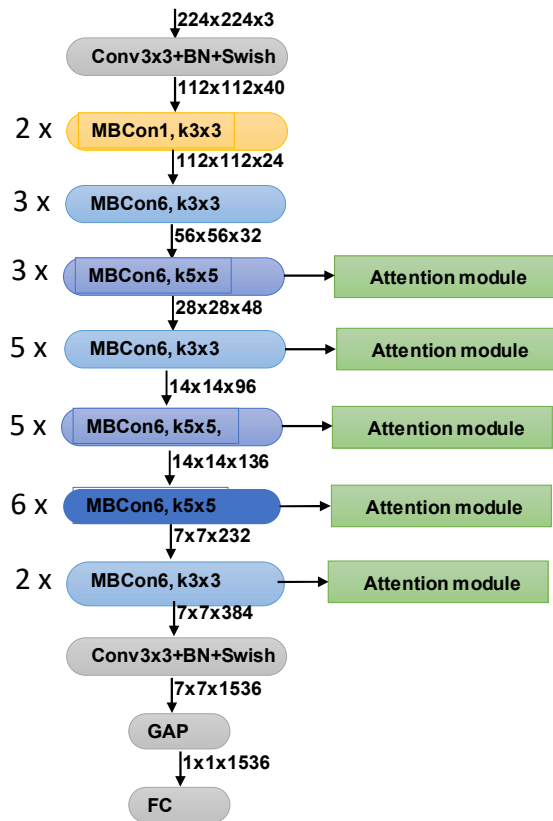 224x224x3
Conv3x3+BN+Swish
112x112x40
2 x MBCon1, k3x3
112x112x24
3 x MBCon6, k3x3
56x56x32
3 x MBCon6, k5x5 Attention module
28x28x48
5 x MBCon6, k3x3 Attention module
14x14x96
5 x MBCon6, k5x5, Attention module
14x14x136
6 x MBCon6, k5x5 Attention module
7x7x232
2 x MBCon6, k3x3 Attention module
7x7x384
Conv3x3+BN+Swish
7x7x1536
GAP
1x1x1536
FC